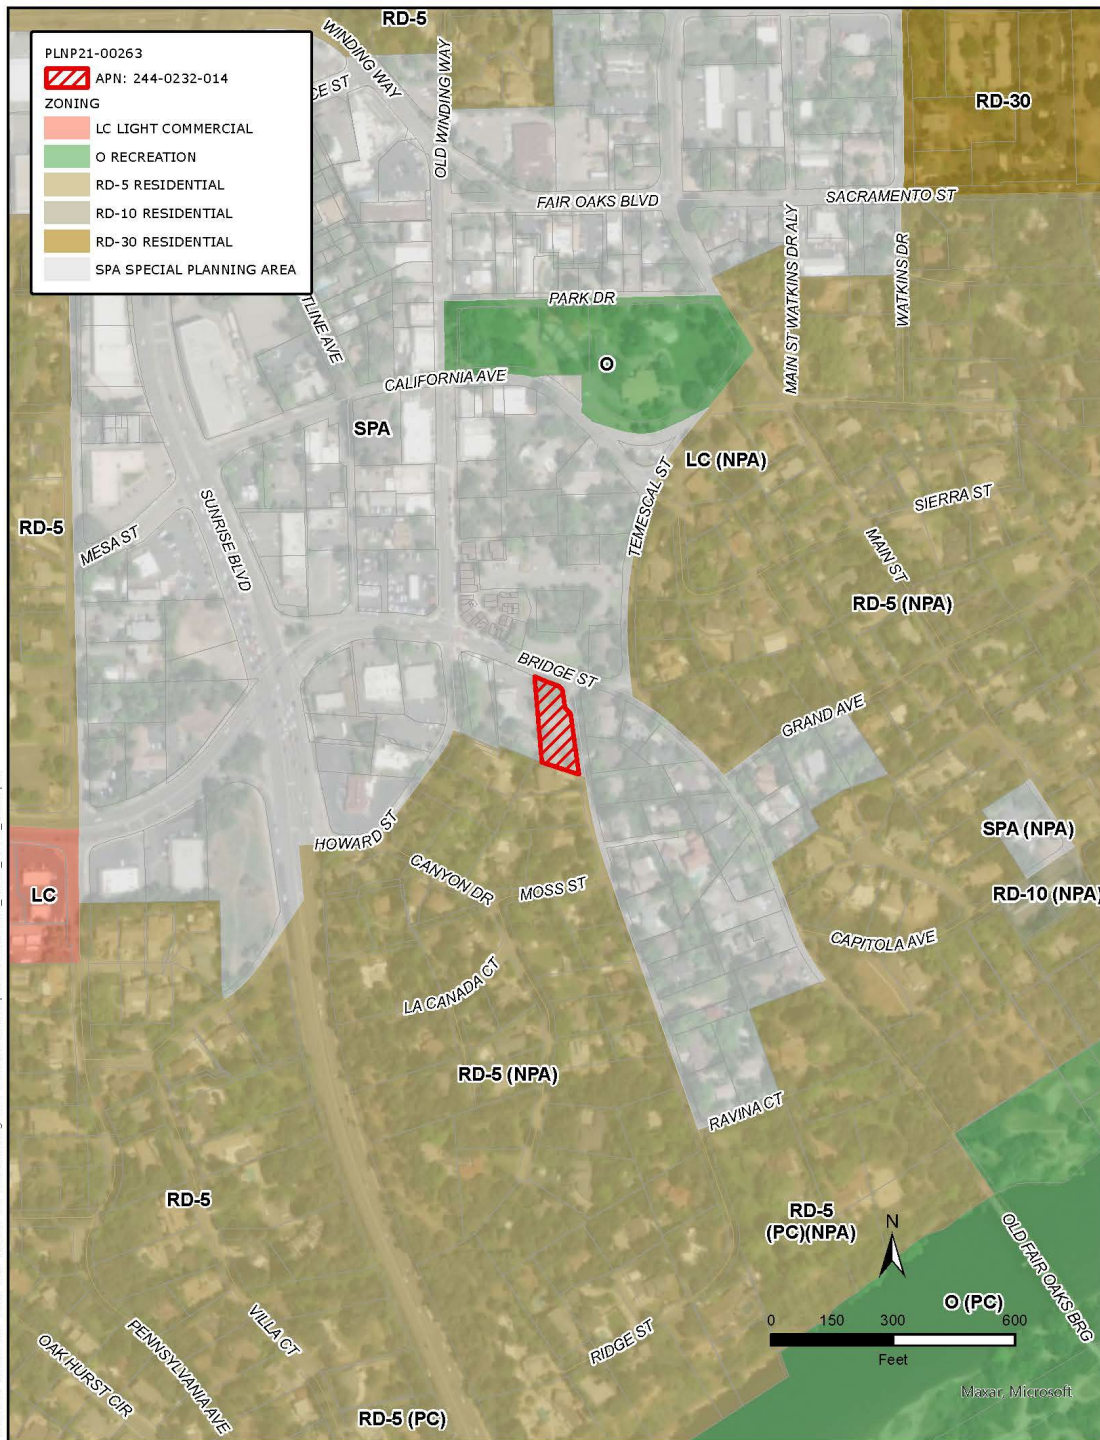 PLNP21-00263
APN: 244-0232-014
ZONING
LC LIGHT COMMERCIAL
O RECREATION
RD-5 RESIDENTIAL
RD-10 RESIDENTIAL
RD-30 RESIDENTIAL
SPA SPECIAL PLANNING AREA
RD-5
WINDING WAY
CE ST
OLD WINDING WAY
RD-30
FAIR OAKS BLVD
SACRAMENTO ST
MAIN ST WATKINS DR ALY
WATKINS DR
PARK DR
TLINE AVE
O
CALIFORNIA AVE
SPA
LC (NPA)
TEMESCAL ST
SIERRA ST
RD-5
MESA ST
SUNRISE BLVD
MAIN ST
RD-5 (NPA)
BRIDGE ST
GRAND AVE
SPA (NPA)
HOWARD ST
LC
CANYON DR
MOSS ST
RD-10 (NPA)
CAPITOLA AVE
LA CANADA CT
RD-5 (NPA)
RAVINA CT
RD-5
RD-5
(PC)(NPA)
N
OLD FAIR OAKS BRG
O (PC)
0 150 300 600
Feet
VILLA CT
PENNSYLVANIA AVE
OAK HURST CIR
RIDGE ST
Maxar, Microsoft
RD-5 (PC)